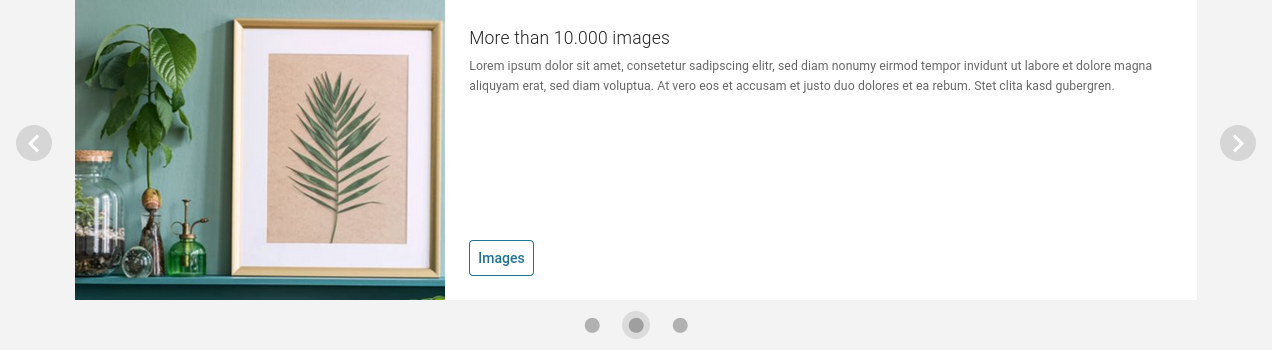 More than 10.000 images
Lorem ipsum dolor sit amet, consetetur sadipscing elitr, sed diam nonumy eirmod tempor invidunt ut labore et dolore magna
aliquyam erat, sed diam voluptua. At vero eos et accusam et justo duo dolores et ea rebum. Stet clita kasd gubergren.
Images